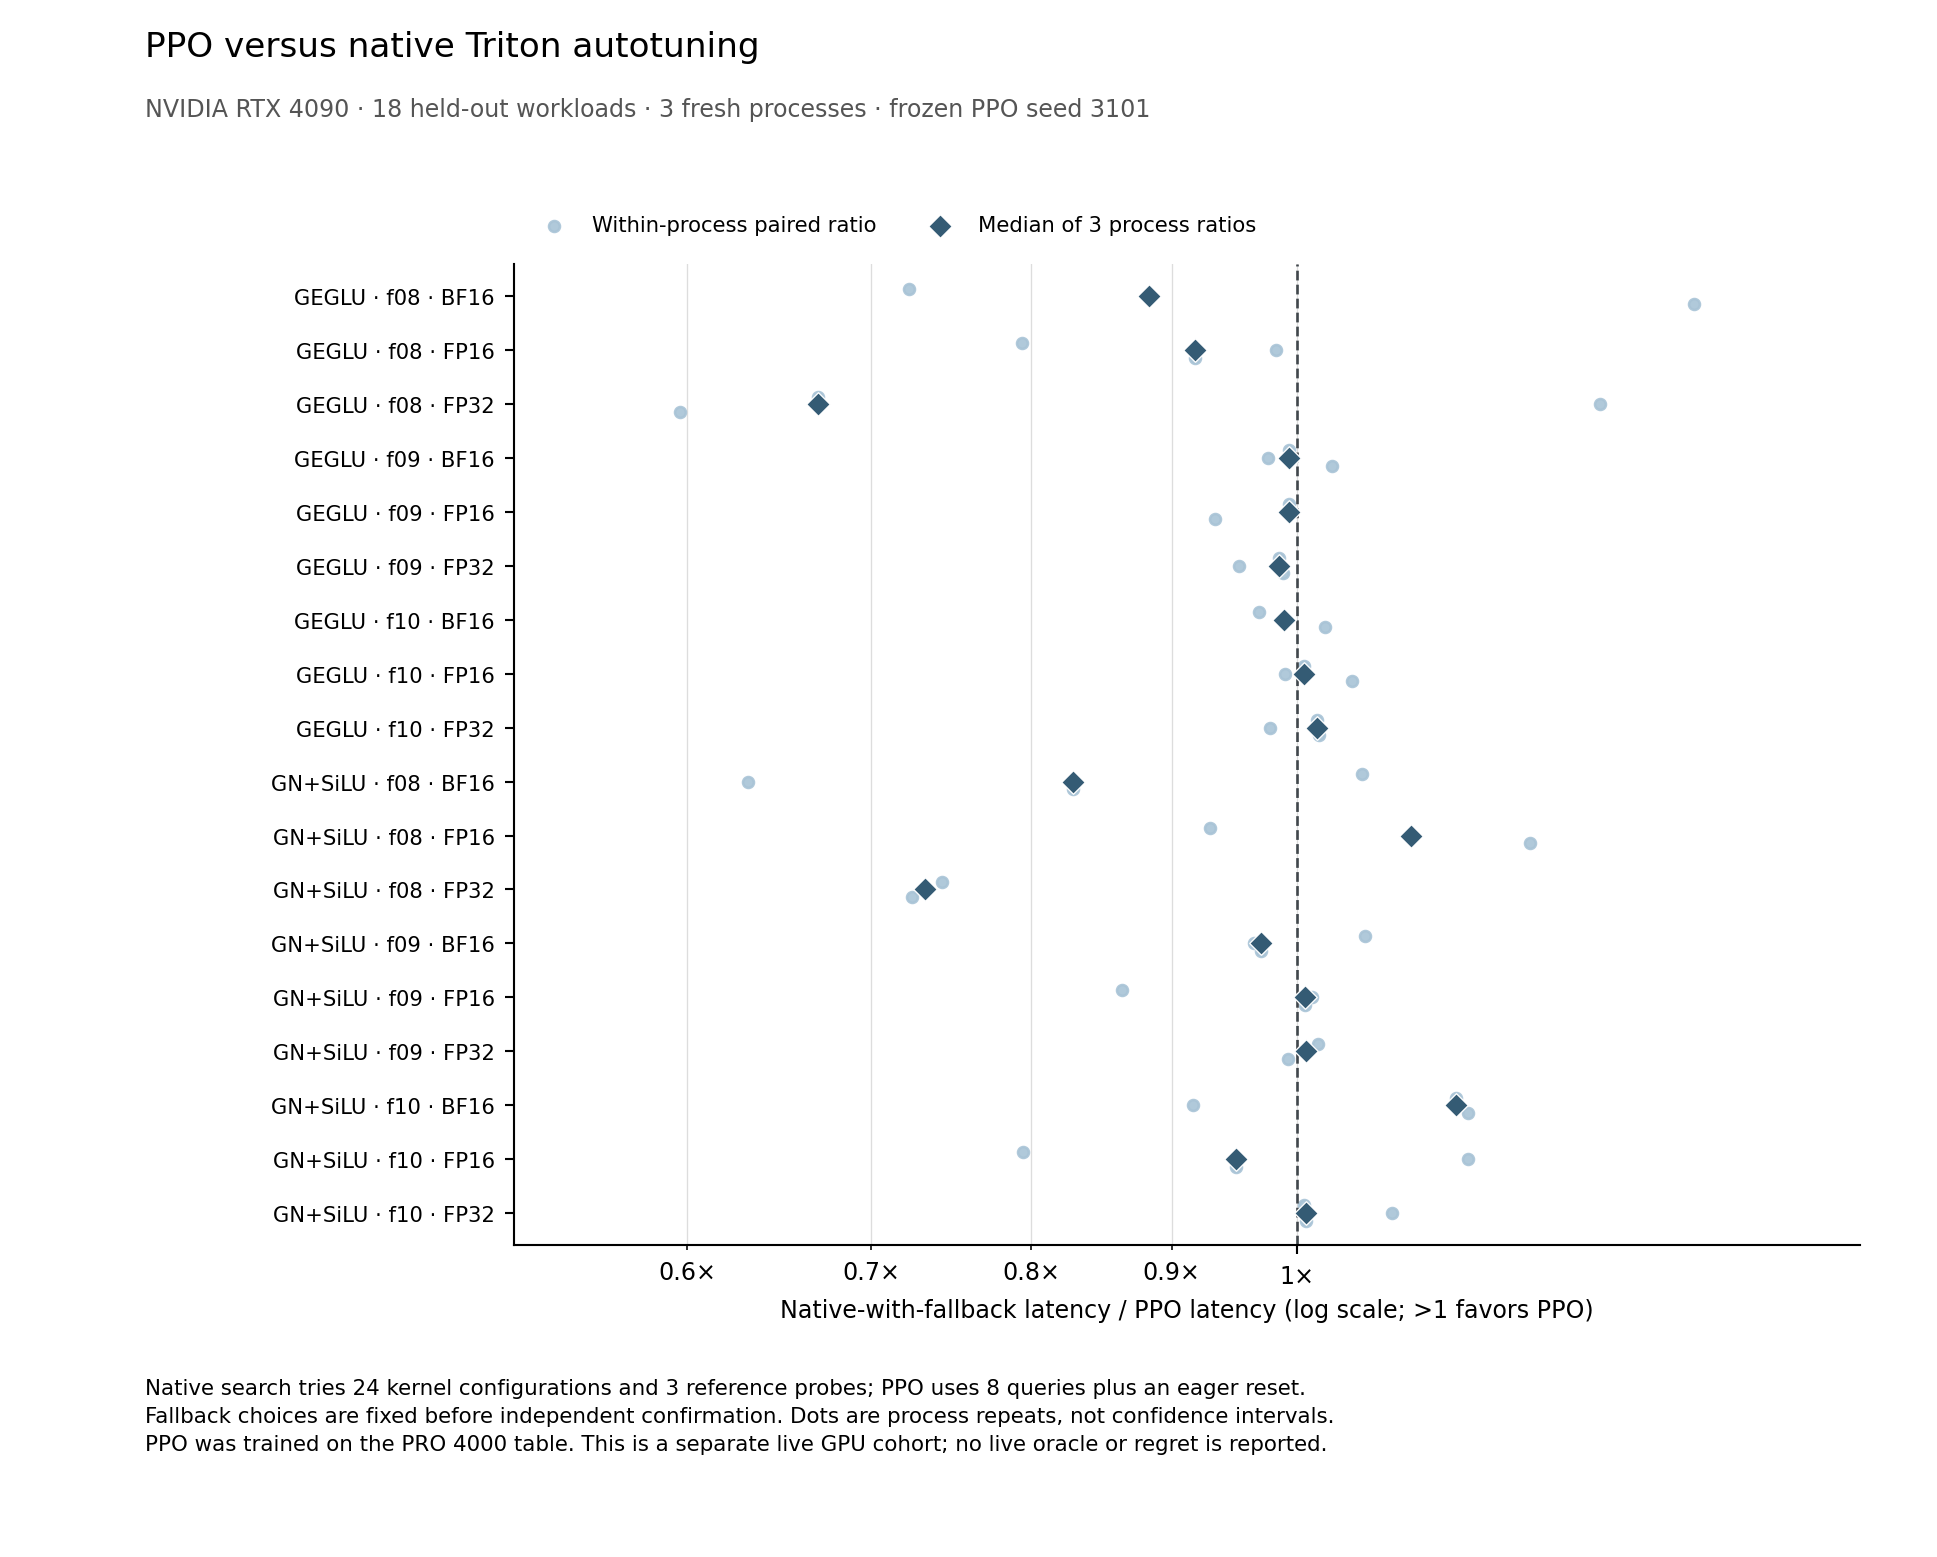 PPO versus native Triton autotuning
NVIDIA RTX 4090 · 18 held-out workloads · 3 fresh processes · frozen PPO seed 3101
Within-process paired ratio
Median of 3 process ratios
GEGLU · f08 · BF16
GEGLU · f08 · FP16
GEGLU · f08 · FP32
GEGLU · f09 · BF16
GEGLU · f09 · FP16
GEGLU · f09 · FP32
GEGLU · f10 · BF16
GEGLU · f10 · FP16
GEGLU · f10 · FP32
GN+SiLU · f08 · BF16
GN+SiLU · f08 · FP16
GN+SiLU · f08 · FP32
GN+SiLU · f09 · BF16
GN+SiLU · f09 · FP16
GN+SiLU · f09 · FP32
GN+SiLU · f10 · BF16
GN+SiLU · f10 · FP16
GN+SiLU · f10 · FP32
0.6× 0.7× 0.8× 0.9× 1×
Native-with-fallback latency / PPO latency (log scale; >1 favors PPO)
Native search tries 24 kernel configurations and 3 reference probes; PPO uses 8 queries plus an eager reset.
Fallback choices are fixed before independent confirmation. Dots are process repeats, not confidence intervals.
PPO was trained on the PRO 4000 table. This is a separate live GPU cohort; no live oracle or regret is reported.